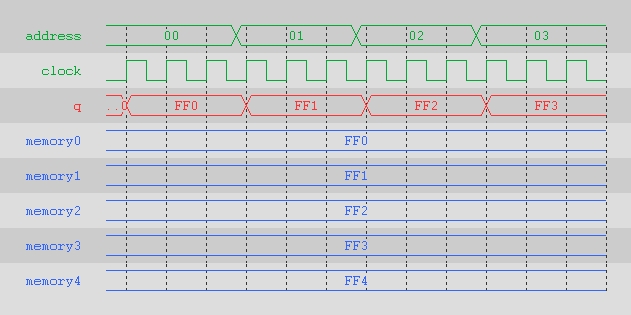 address 00 01 02 03
clock
q ..0 FF0 FF1 FF2 FF3
memory0 FF0
memory1 FF1
memory2 FF2
memory3 FF3
memory4 FF4